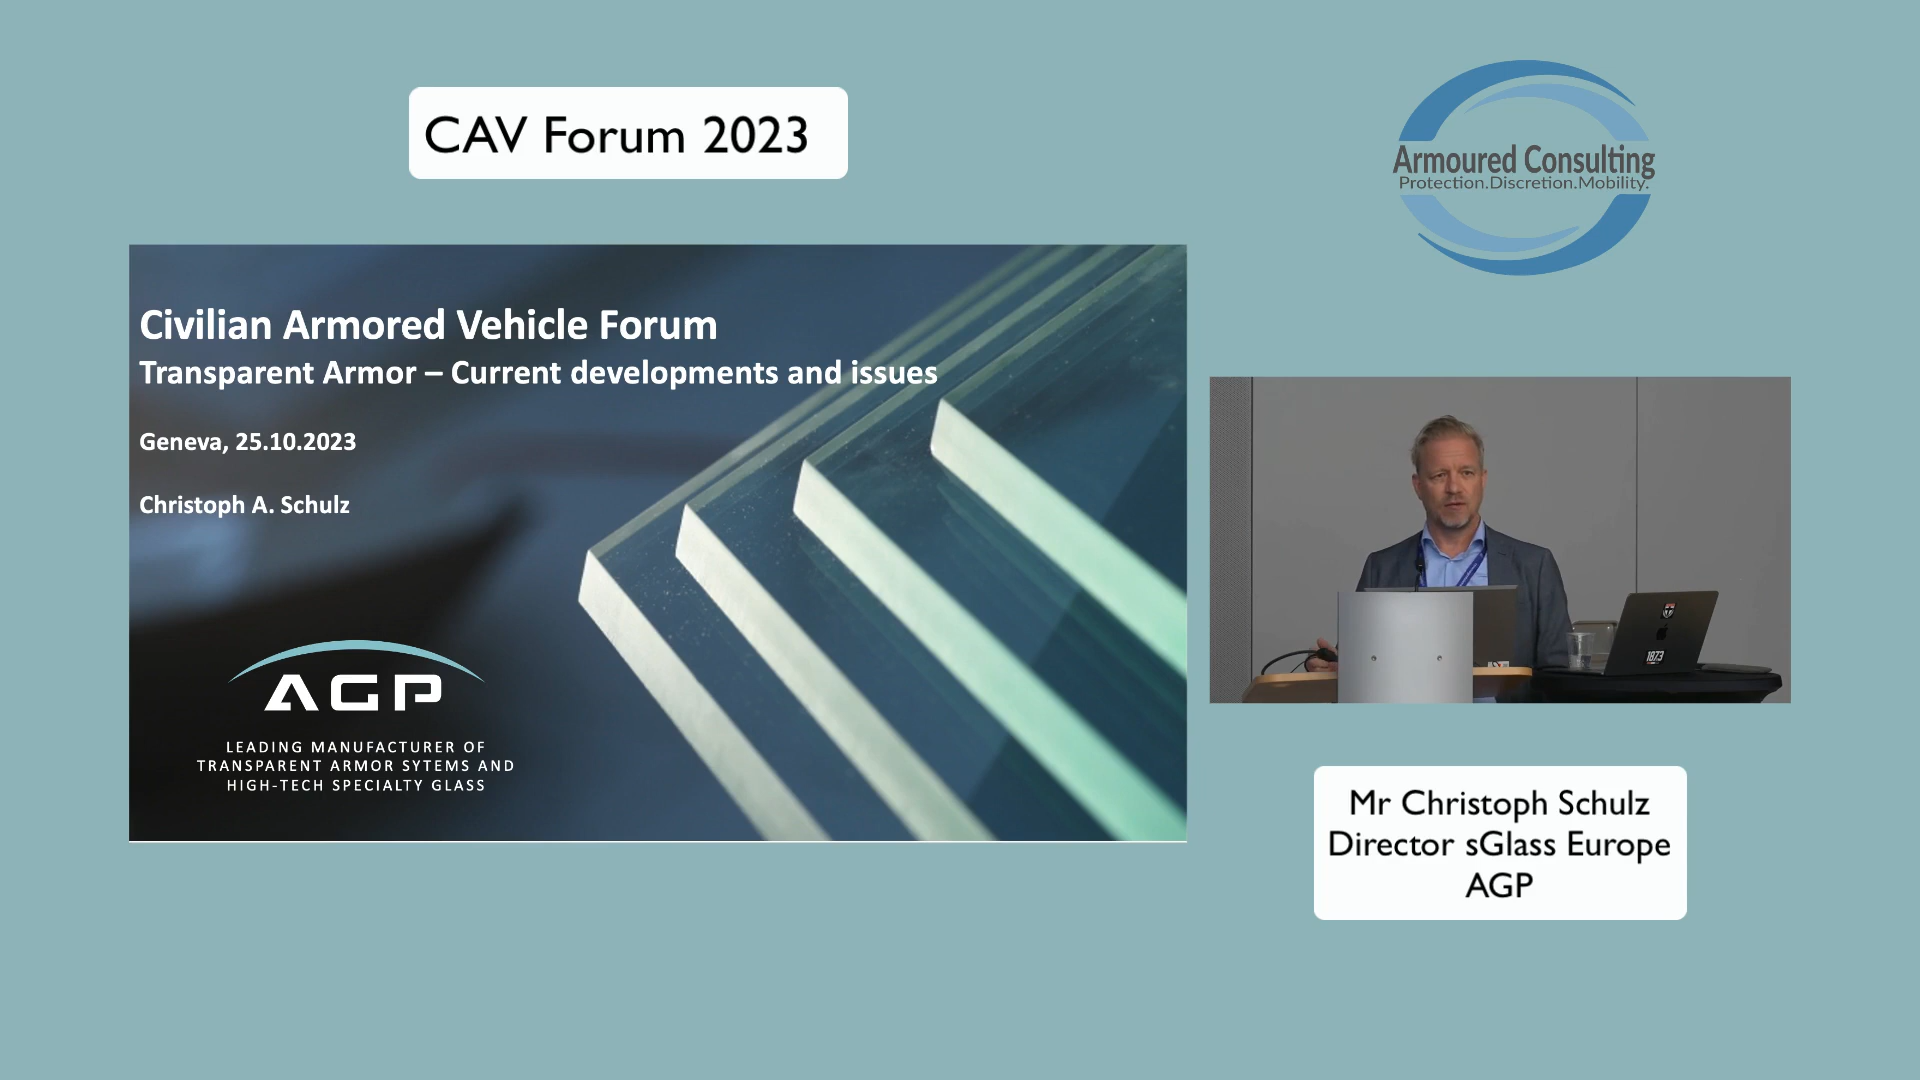 CAV Forum 2023
Armoured Consulting
Protection.Discretion.Mobility.
Civilian Armored Vehicle Forum
Transparent Armor – Current developments and issues
Geneva, 25.10.2023
Christoph A. Schulz
AGP
LEADING MANUFACTURER OF
TRANSPARENT ARMOR SYTEMS AND
HIGH-TECH SPECIALTY GLASS
1873
Mr Christoph Schulz
Director sGlass Europe
AGP